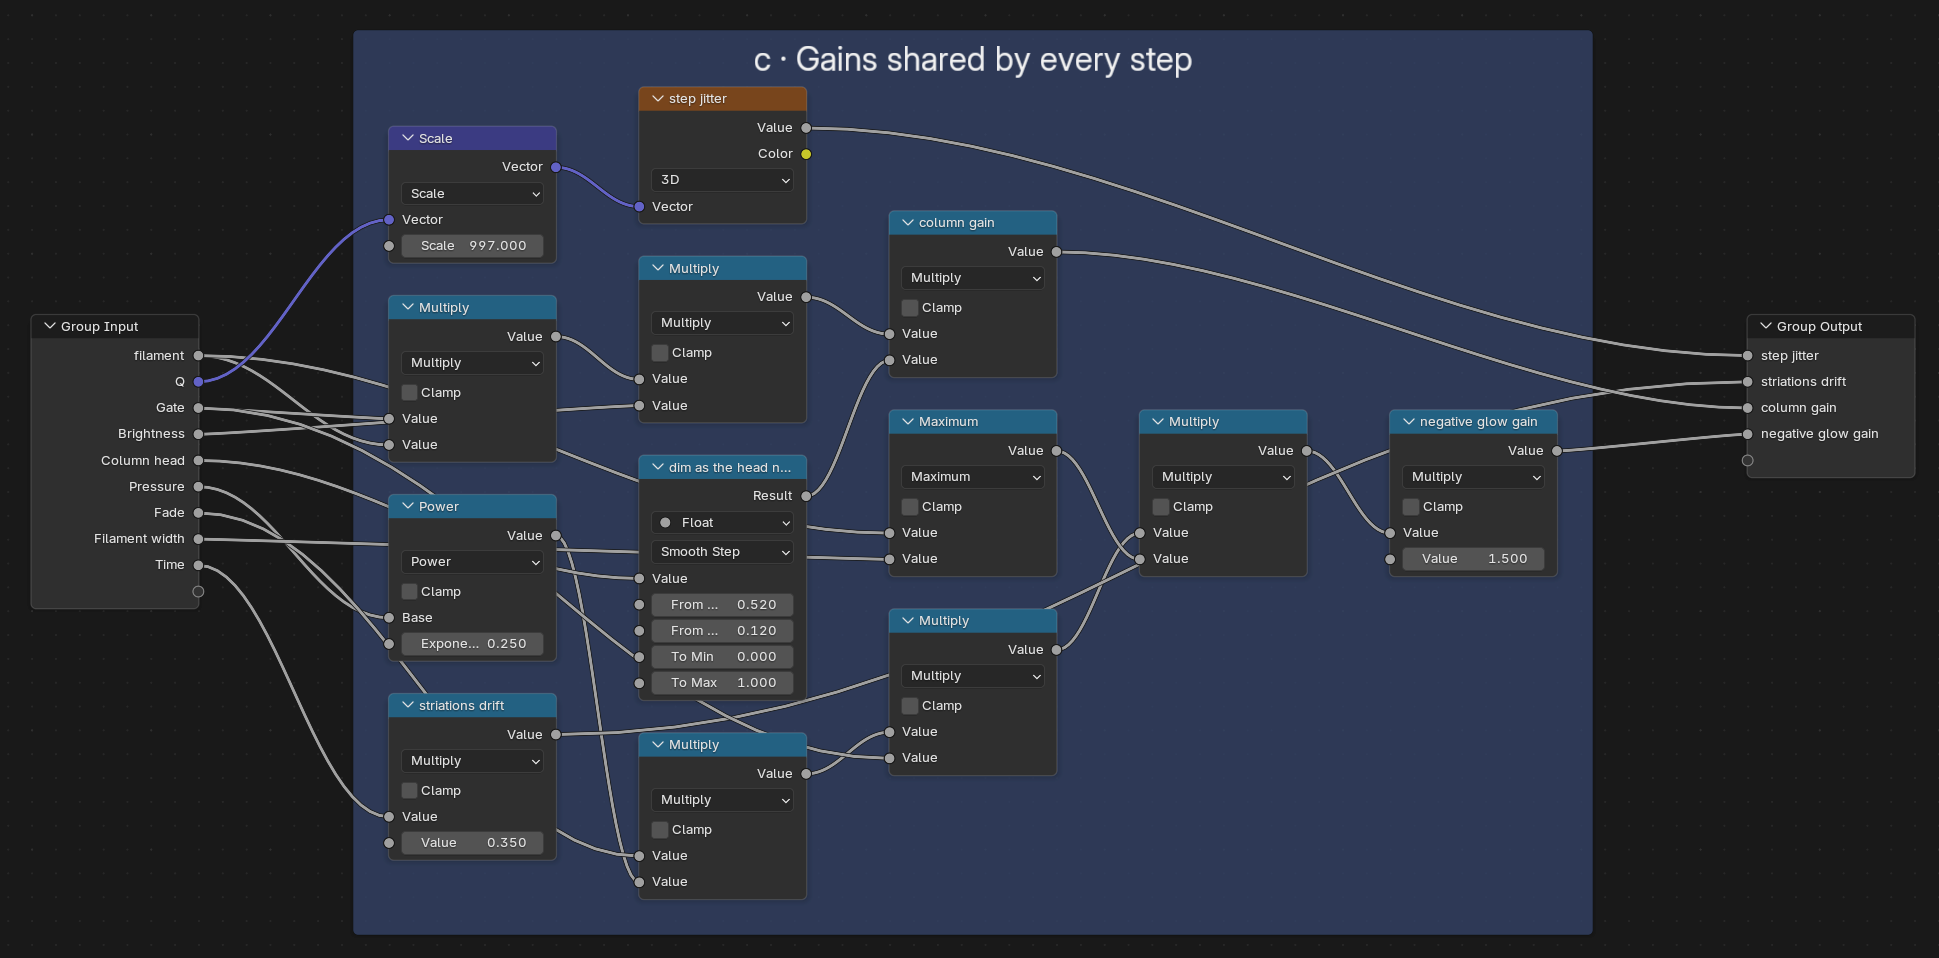 c · Gains shared by every step
Group Input
filament
Q
Gate
Brightness
Column head
Pressure
Fade
Filament width
Time
Scale
Vector
Scale
Vector
Scale 997.000
Multiply
Value
Multiply
Clamp
Value
Value
Power
Value
Power
Clamp
Base
Expone... 0.250
striations drift
Value
Multiply
Clamp
Value
Value 0.350
step jitter
Value
Color
3D
Vector
Multiply
Value
Multiply
Clamp
Value
Value
dim as the head n...
Result
Float
Smooth Step
Value
From ... 0.520
From ... 0.120
To Min 0.000
To Max 1.000
Multiply
Value
Multiply
Clamp
Value
Value
column gain
Value
Multiply
Clamp
Value
Value
Maximum
Value
Maximum
Clamp
Value
Value
Multiply
Value
Multiply
Clamp
Value
Value
Multiply
Value
Multiply
Clamp
Value
Value
negative glow gain
Value
Multiply
Clamp
Value
Value 1.500
Group Output
step jitter
striations drift
column gain
negative glow gain